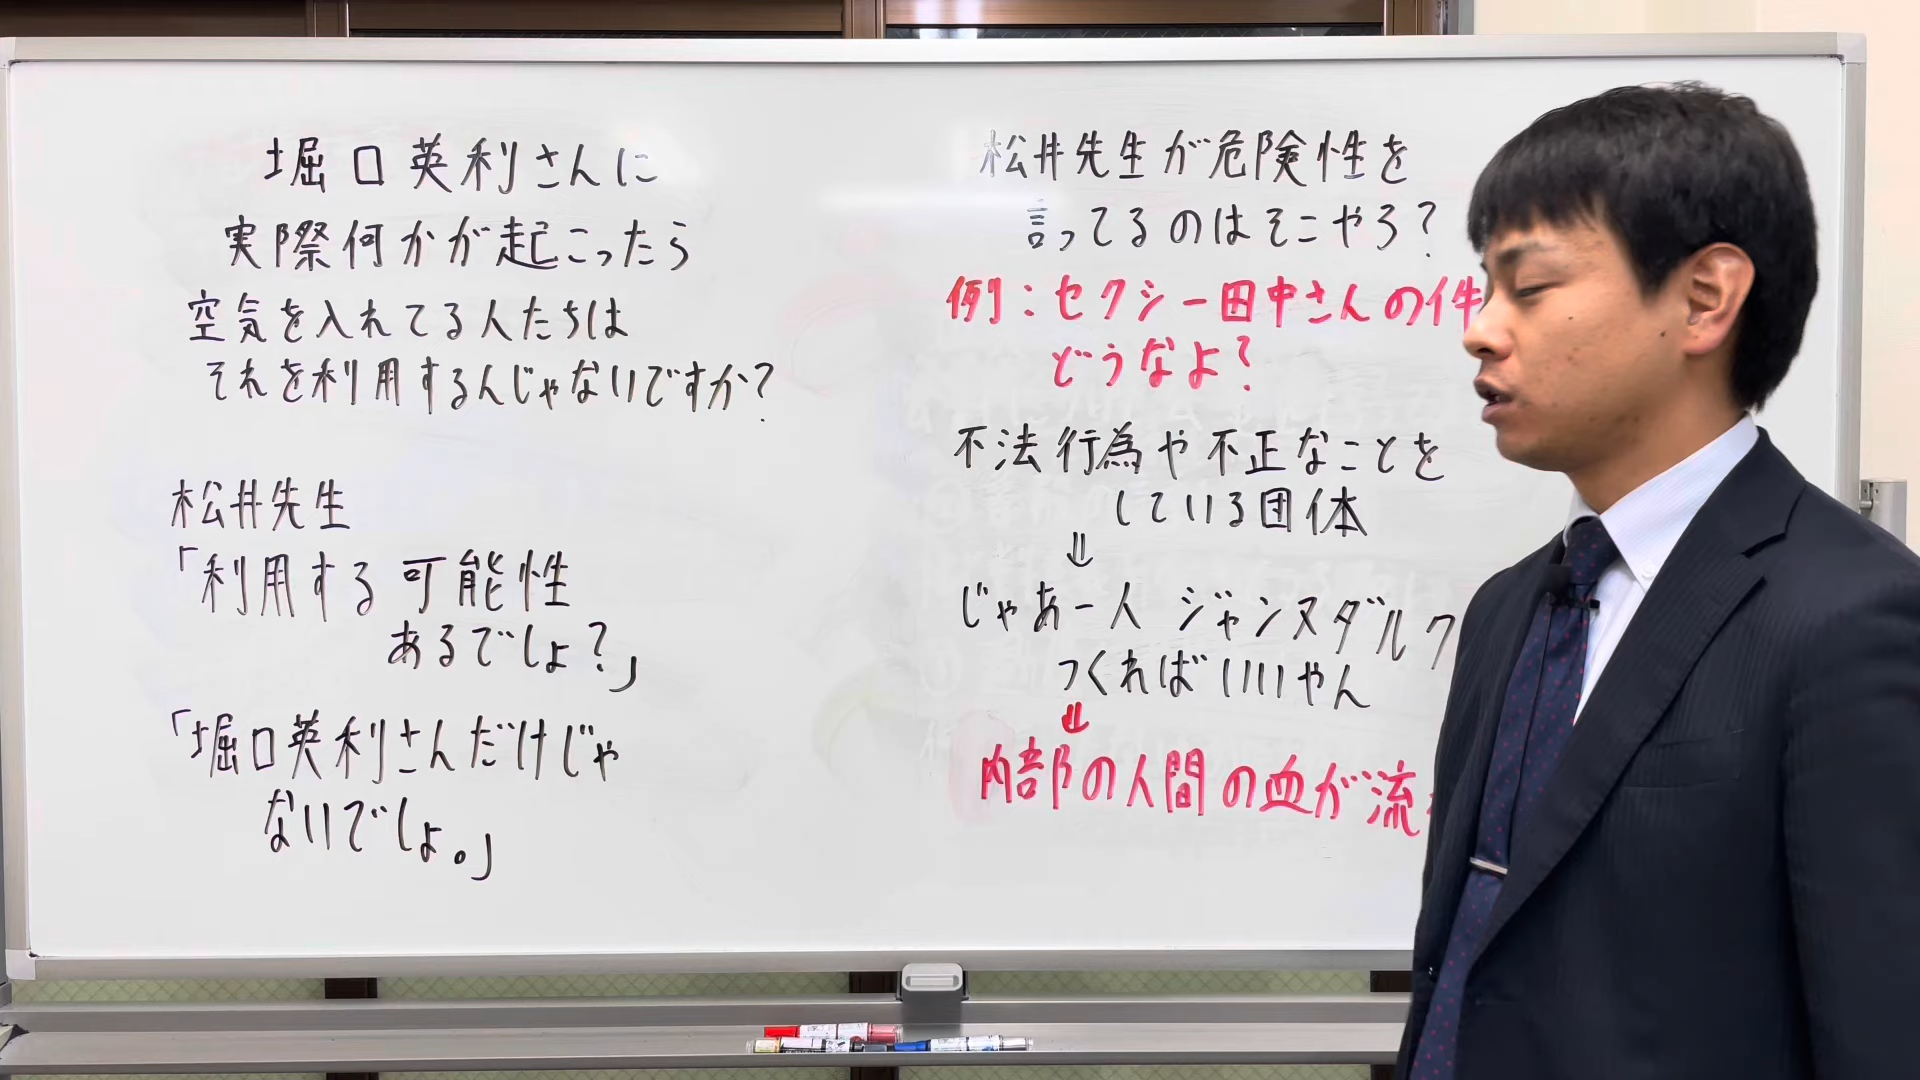 堀口英利さんに
実際何かが起こったら
空気を入れてる人たちは
それを利用するんじゃないですか?
松井先生
「利用する可能性
あるでしょ?」
「堀口英利さんだけじゃ
ないでしょ。」
松井先生が危険性を
言ってるのはそこやろ?
例:セクシー田中さんの件
どうなよ?
不法行為や不正なことを
している団体
⇓
じゃあ一人ジャンヌダルク
つくればいいやん
⇓
内部の人間の血が流